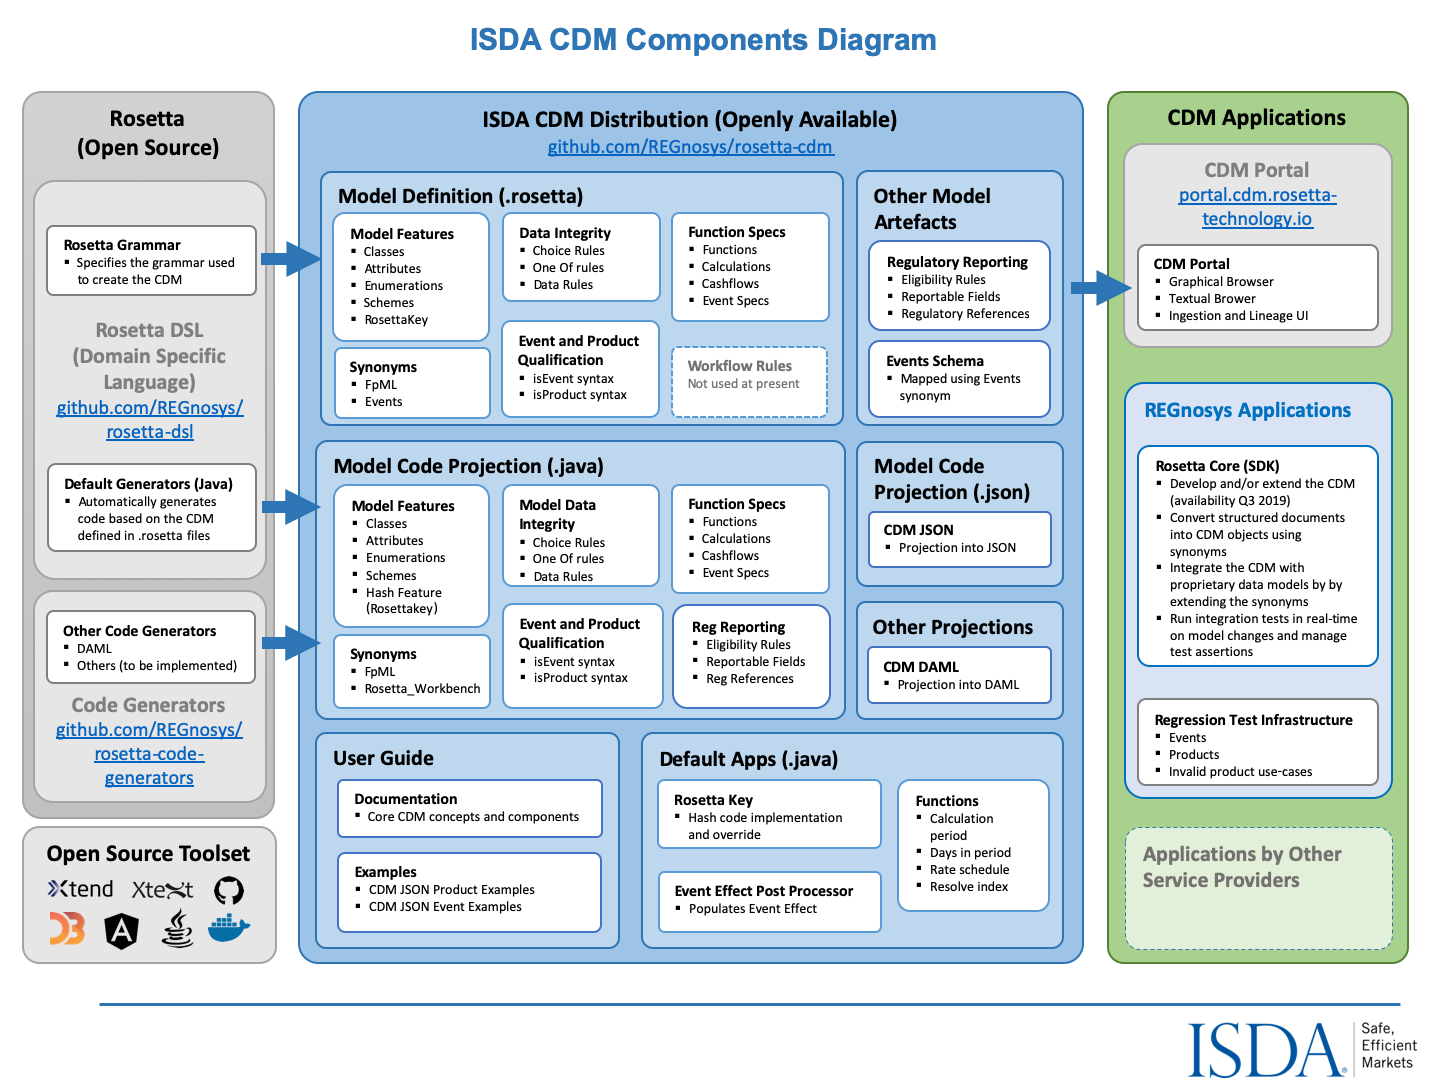 ISDA CDM Components Diagram
Rosetta
(Open Source)
Rosetta Grammar
▪ Specifies the grammar used
to create the CDM
Rosetta DSL
(Domain Specific
Language)
github.com/REGnosys/
rosetta-dsl
Default Generators (Java)
▪ Automatically generates
code based on the CDM
defined in .rosetta files
Other Code Generators
▪ DAML
▪ Others (to be implemented)
Code Generators
github.com/REGnosys/
rosetta-code-
generators
Open Source Toolset
Xtend
Xtext
ISDA CDM Distribution (Openly Available)
github.com/REGnosys/rosetta-cdm
Model Definition (.rosetta)
Model Features
▪ Classes
▪ Attributes
▪ Enumerations
▪ Schemes
▪ RosettaKey
Data Integrity
▪ Choice Rules
▪ One Of rules
▪ Data Rules
Function Specs
▪ Functions
▪ Calculations
▪ Cashflows
▪ Event Specs
Synonyms
▪ FpML
▪ Events
Event and Product
Qualification
▪ isEvent syntax
▪ isProduct syntax
Workflow Rules
Not used at present
Other Model
Artefacts
Regulatory Reporting
▪ Eligibility Rules
▪ Reportable Fields
▪ Regulatory References
Events Schema
▪ Mapped using Events
synonym
Model Code Projection (.java)
Model Features
▪ Classes
▪ Attributes
▪ Enumerations
▪ Schemes
▪ Hash Feature
(Rosettakey)
Model Data
Integrity
▪ Choice Rules
▪ One Of rules
▪ Data Rules
Function Specs
▪ Functions
▪ Calculations
▪ Cashflows
▪ Event Specs
Synonyms
▪ FpML
▪ Rosetta_Workbench
Event and Product
Qualification
▪ isEvent syntax
▪ isProduct syntax
Reg Reporting
▪ Eligibility Rules
▪ Reportable Fields
▪ Reg References
Model Code
Projection (.json)
CDM JSON
▪ Projection into JSON
Other Projections
CDM DAML
▪ Projection into DAML
User Guide
Documentation
▪ Core CDM concepts and components
Examples
▪ CDM JSON Product Examples
▪ CDM JSON Event Examples
Default Apps (.java)
Rosetta Key
▪ Hash code implementation
and override
Event Effect Post Processor
▪ Populates Event Effect
Functions
▪ Calculation
period
▪ Days in period
▪ Rate schedule
▪ Resolve index
CDM Applications
CDM Portal
portal.cdm.rosetta-
technology.io
CDM Portal
▪ Graphical Browser
▪ Textual Brower
▪ Ingestion and Lineage UI
REGnosys Applications
Rosetta Core (SDK)
▪ Develop and/or extend the CDM
(availability Q3 2019)
▪ Convert structured documents
into CDM objects using
synonyms
▪ Integrate the CDM with
proprietary data models by by
extending the synonyms
▪ Run integration tests in real-time
on model changes and manage
test assertions
Regression Test Infrastructure
▪ Events
▪ Products
▪ Invalid product use-cases
Applications by Other
Service Providers
ISDA®
Safe,
Efficient
Markets